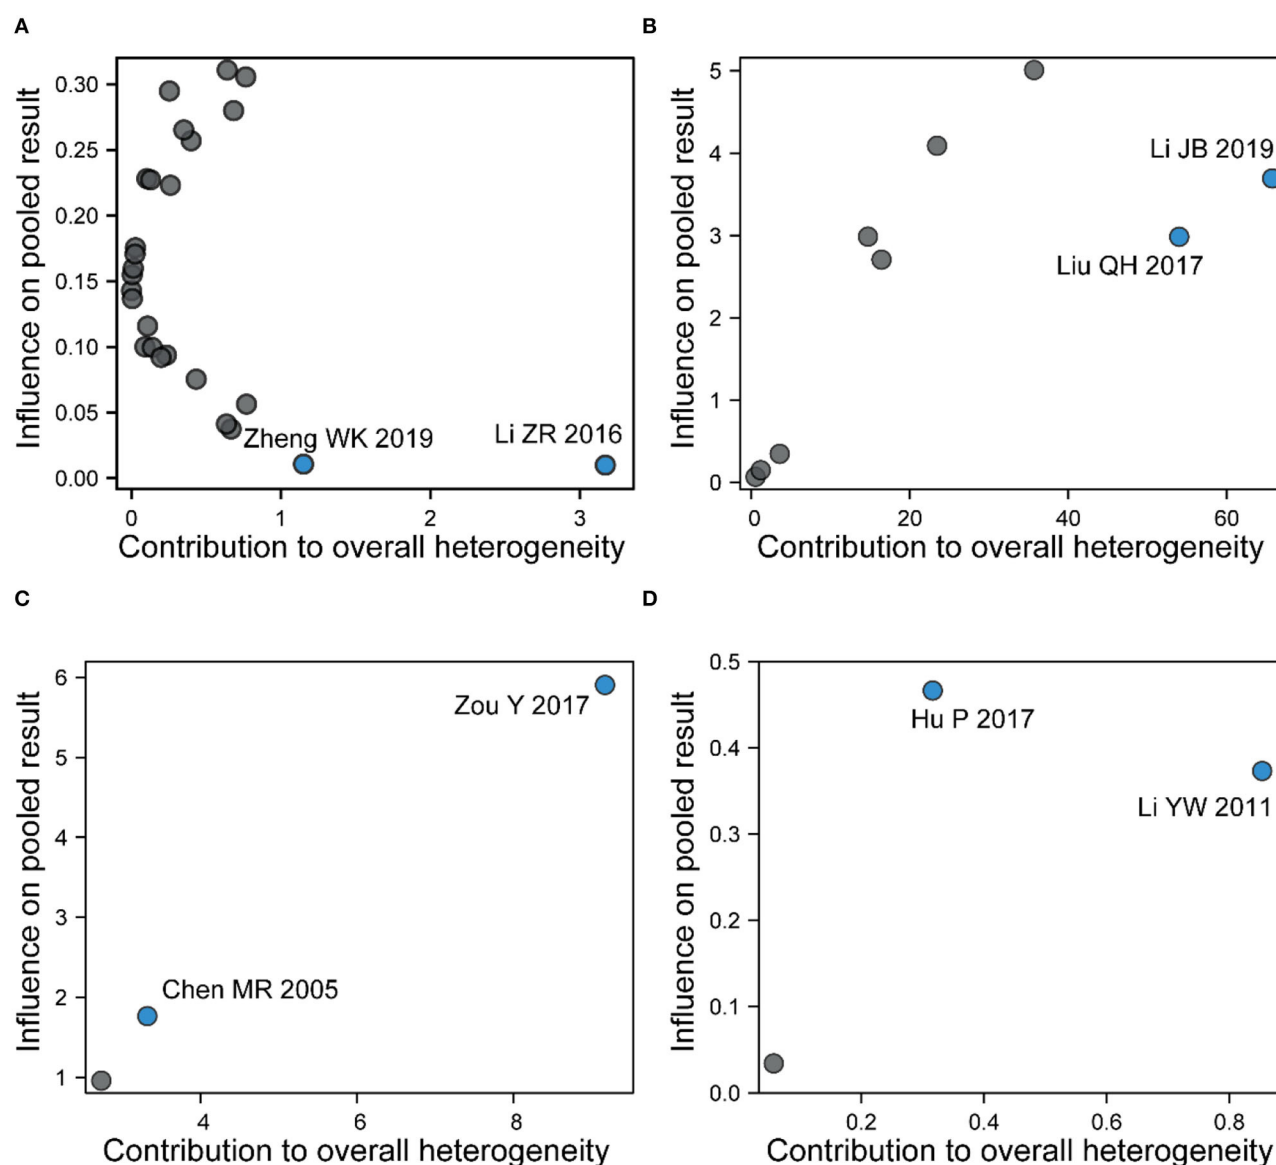 A
B
0.30
0.25
0.20
0.15
0.10
0.05
0.00
Influence on pooled result
Zheng WK 2019
Li ZR 2016
0 1 2 3
Contribution to overall heterogeneity
5
4
3
2
1
0
Influence on pooled result
Li JB 2019
Liu QH 2017
0 20 40 60
Contribution to overall heterogeneity
C
D
6
5
4
3
2
1
Influence on pooled result
Zou Y 2017
Chen MR 2005
4 6 8
Contribution to overall heterogeneity
0.5
0.4
0.3
0.2
0.1
0.0
Influence on pooled result
Hu P 2017
Li YW 2011
0.2 0.4 0.6 0.8
Contribution to overall heterogeneity